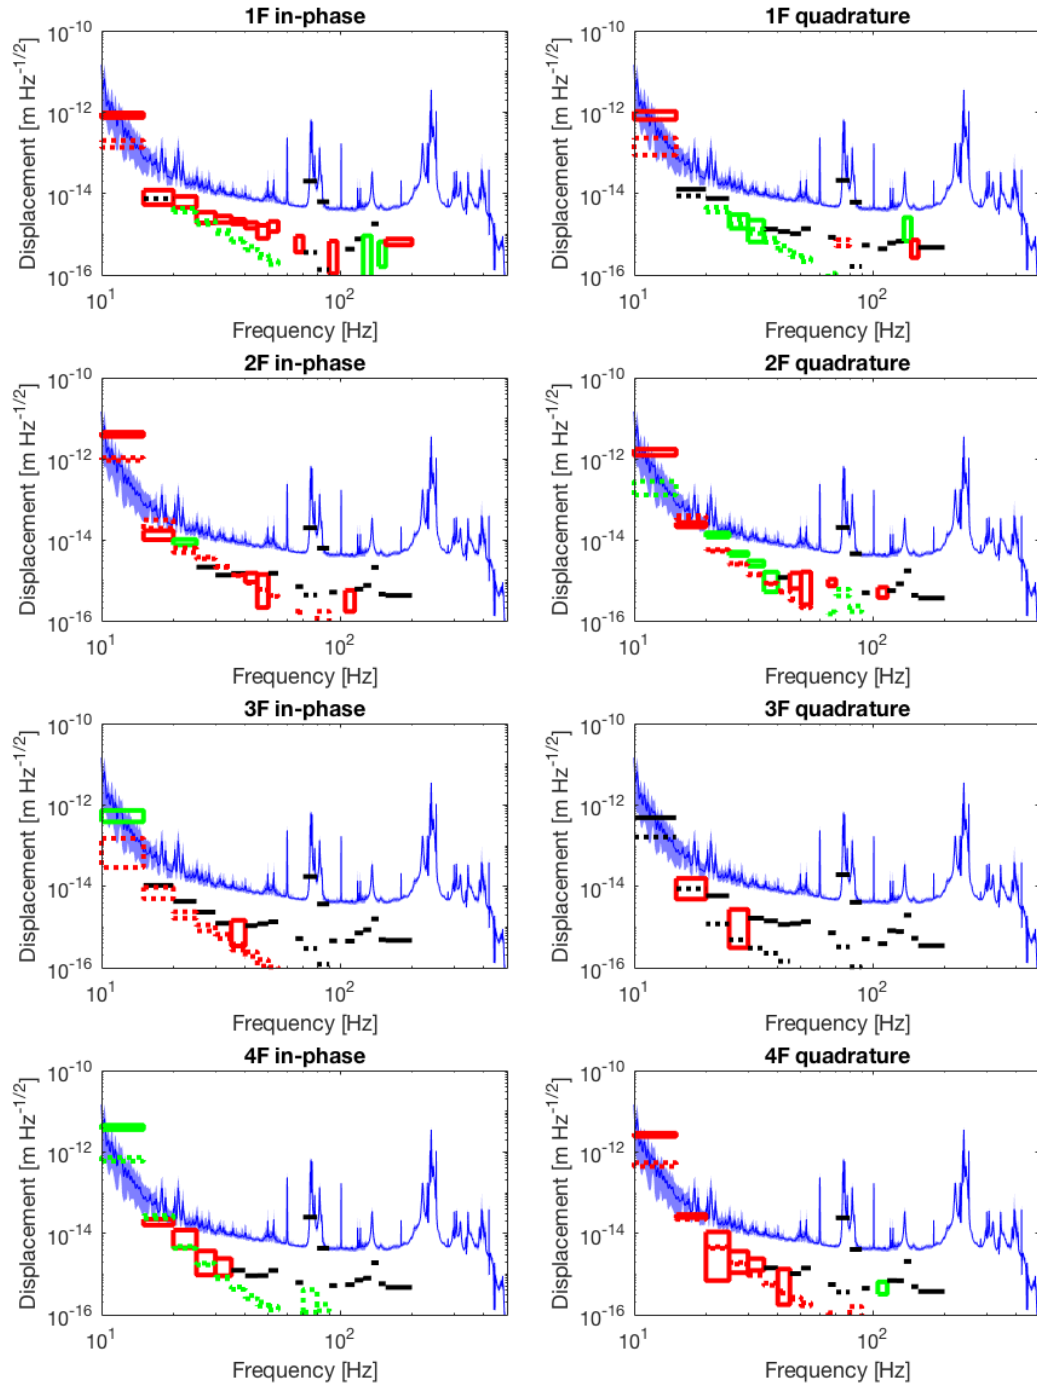 1F in-phase
1F quadrature
Displacement [m Hz^-1/2]
10^-10
10^-12
10^-14
10^-16
10^1
10^2
Frequency [Hz]
Displacement [m Hz^-1/2]
10^-10
10^-12
10^-14
10^-16
10^1
10^2
Frequency [Hz]
2F in-phase
2F quadrature
Displacement [m Hz^-1/2]
10^-10
10^-12
10^-14
10^-16
10^1
10^2
Frequency [Hz]
Displacement [m Hz^-1/2]
10^-10
10^-12
10^-14
10^-16
10^1
10^2
Frequency [Hz]
3F in-phase
3F quadrature
Displacement [m Hz^-1/2]
10^-10
10^-12
10^-14
10^-16
10^1
10^2
Frequency [Hz]
Displacement [m Hz^-1/2]
10^-10
10^-12
10^-14
10^-16
10^1
10^2
Frequency [Hz]
4F in-phase
4F quadrature
Displacement [m Hz^-1/2]
10^-10
10^-12
10^-14
10^-16
10^1
10^2
Frequency [Hz]
Displacement [m Hz^-1/2]
10^-10
10^-12
10^-14
10^-16
10^1
10^2
Frequency [Hz]